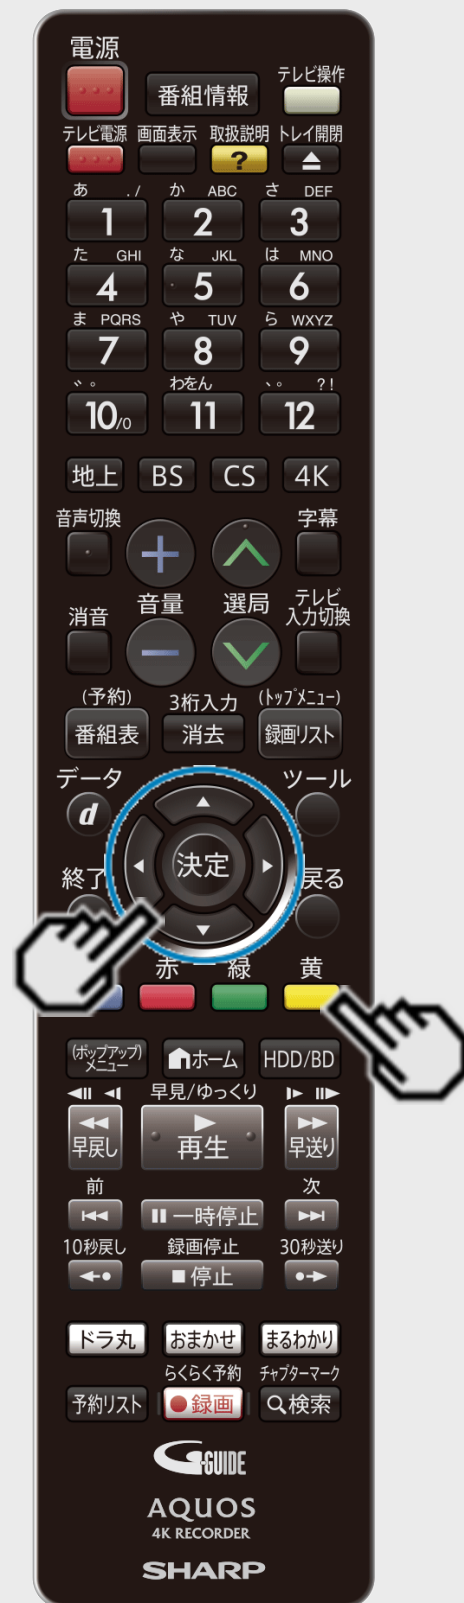 電源
番組情報
テレビ操作
テレビ電源 画面表示 取扱説明 トレイ開閉
?
あ ./ か ABC さ DEF
1 2 3
た GHI な JKL は MNO
4 5 6
ま PQRS や TUV ら WXYZ
7 8 9
゛゜ わをん 、。 ?!
10/0 11 12
地上 BS CS 4K
音声切換 字幕
消音 音量 選局 テレビ
入力切換
(予約) 3桁入力 (トップメニュー)
番組表 消去 録画リスト
データ ツール
d
決定
終了 戻る
赤 緑 黄
(ポップアップ)
メニュー ホーム HDD/BD
早見/ゆっくり
早戻し 再生 早送り
前 次
一時停止
10秒戻し 録画停止 30秒送り
停止
ドラ丸 おまかせ まるわかり
らくらく予約 チャプターマーク
予約リスト 録画 検索
G-GUIDE
AQUOS
4K RECORDER
SHARP